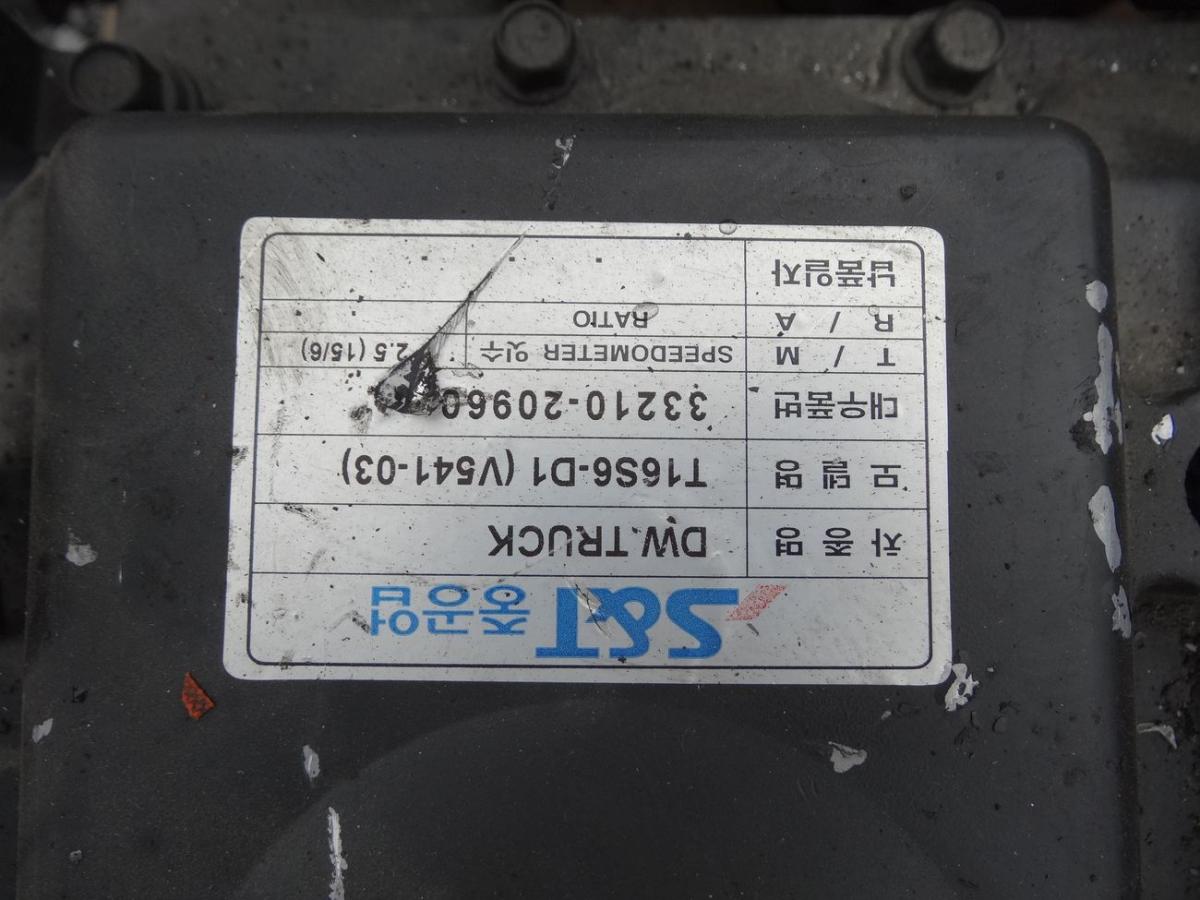 S&T중공업
차종명 DW.TRUCK
모델명 T16S6-D1 (V541-03)
대우품번 33210-20960
T / M SPEEDOMETER 잇수 2.5 (15/6)
R / A RATIO
납품일자 . . .